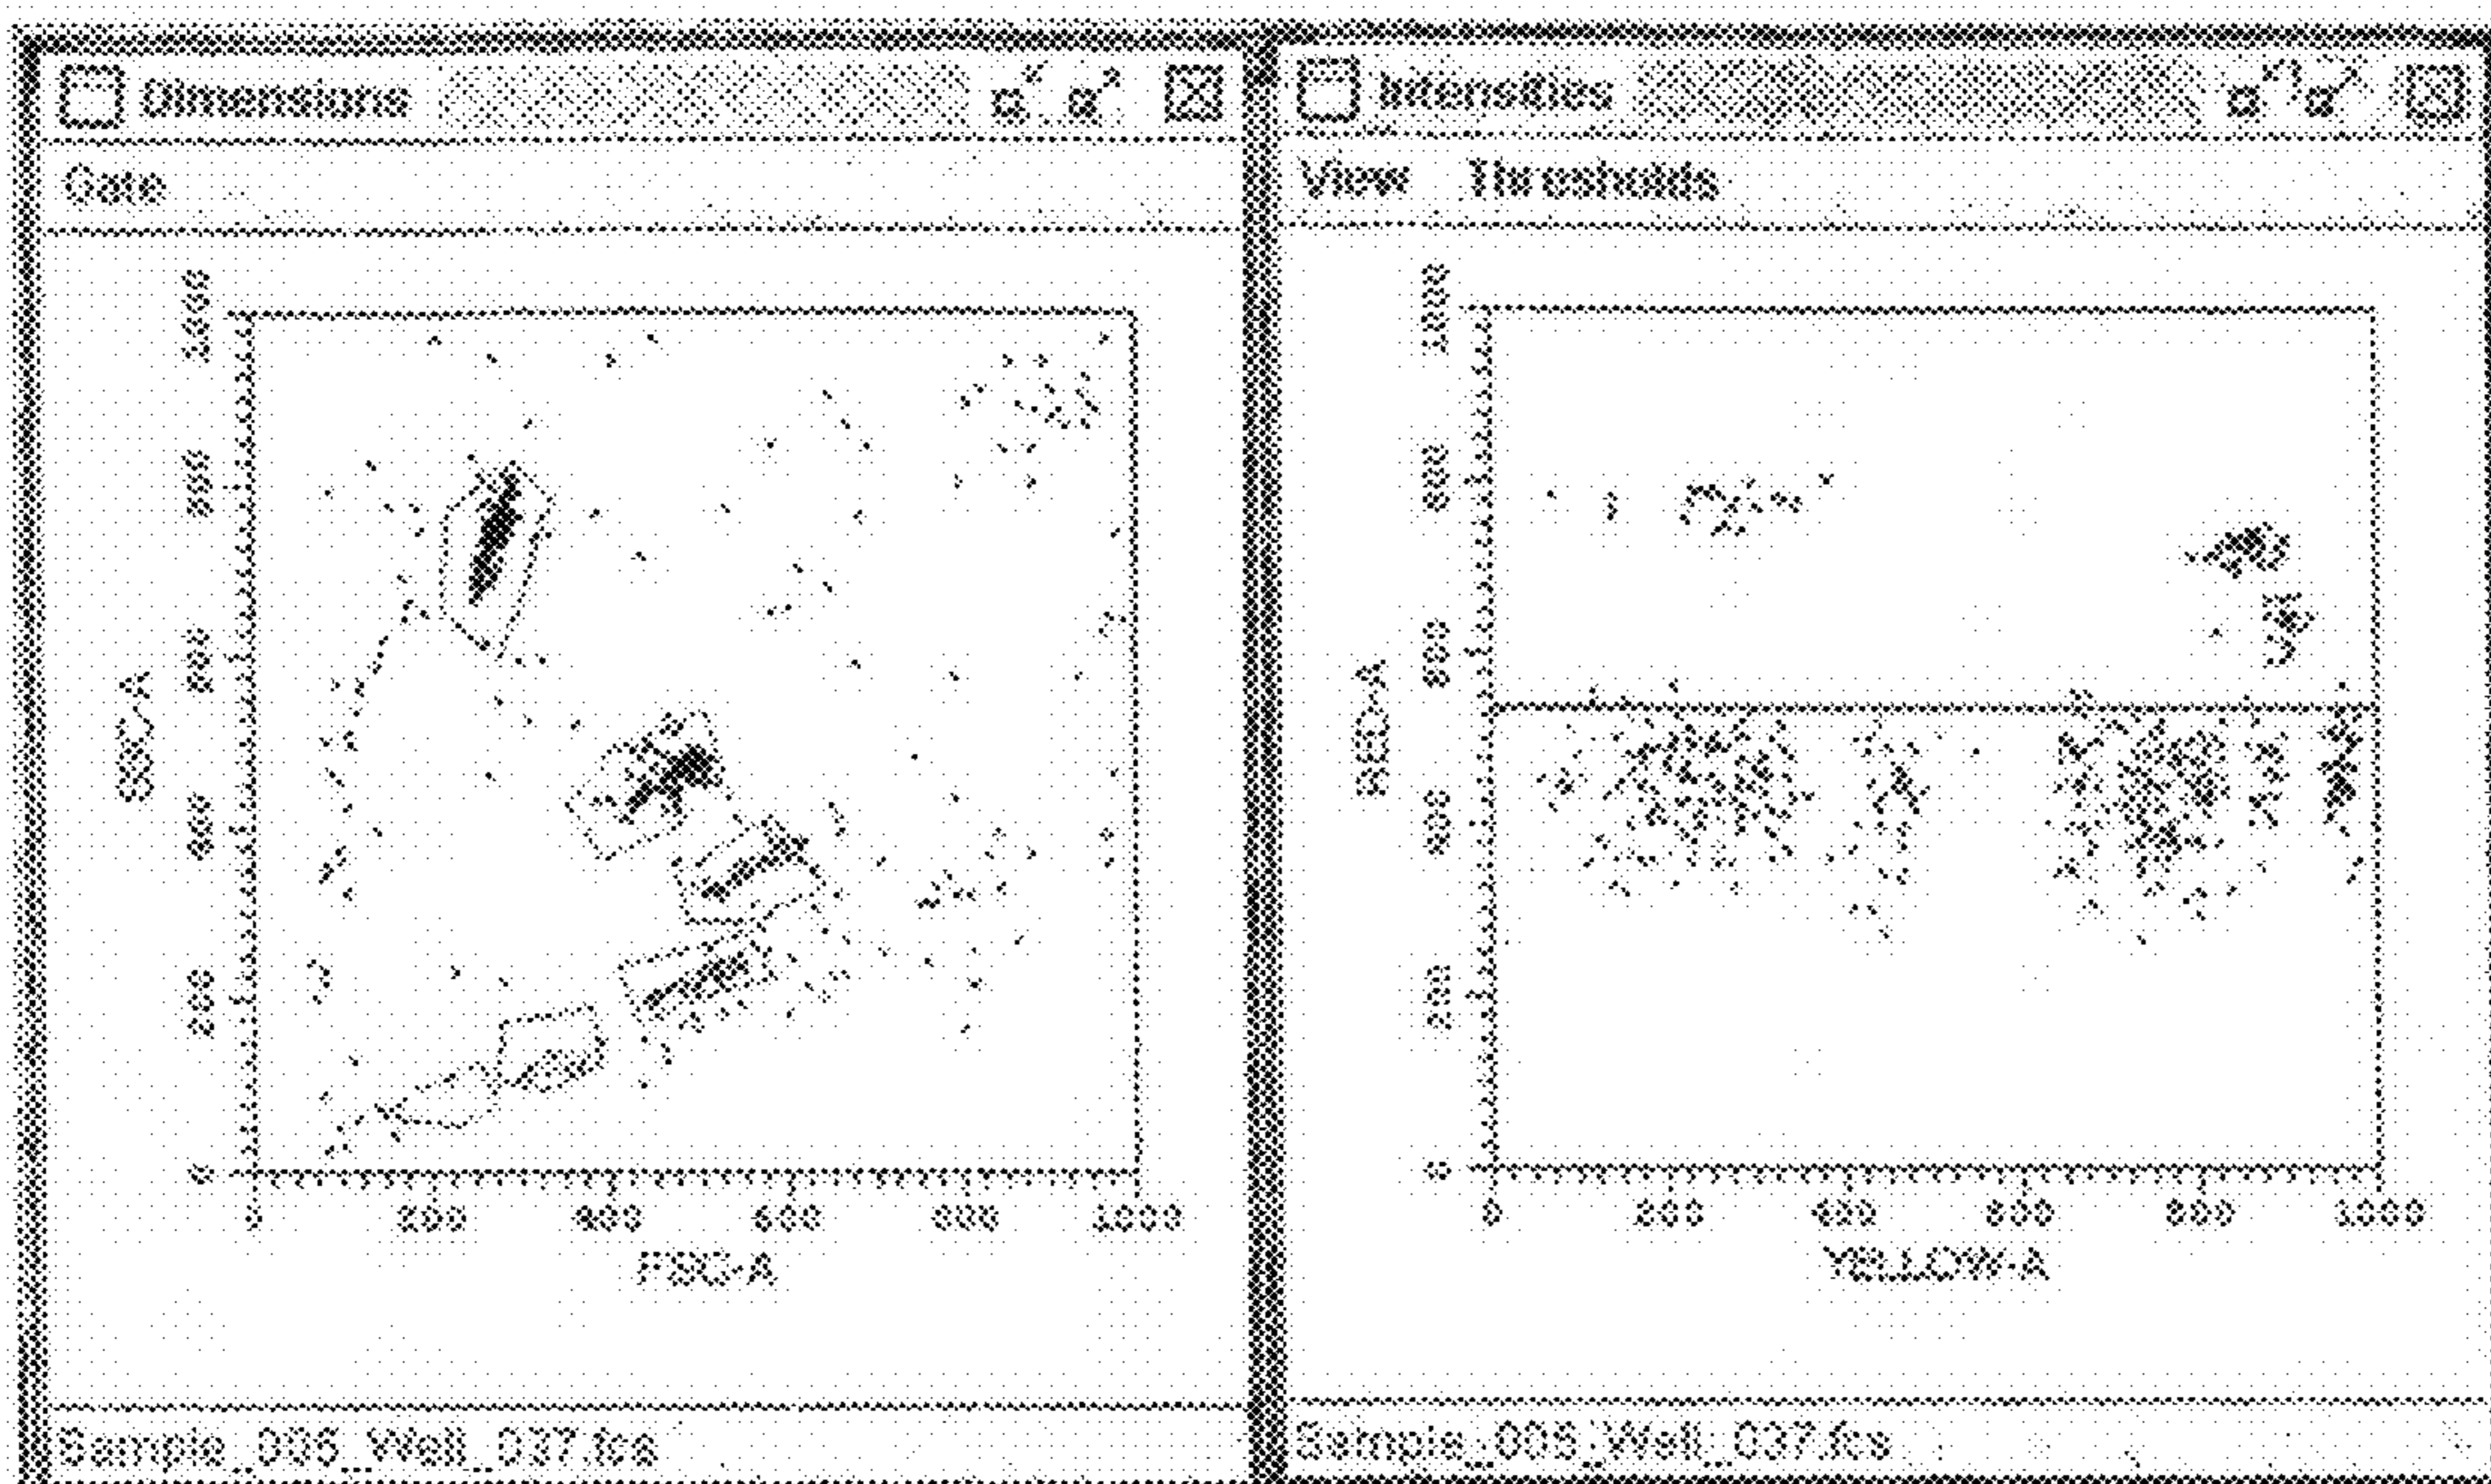 Dimensions
Gate
1000
800
600
400
200
0
SSC-A
0 200 400 600 800 1000
FSC-A
Sample_005_Well_037.fcs
Intensities
View Thresholds
1000
800
600
400
200
0
RED-A
0 200 400 600 800 1000
YELLOW-A
Sample_005_Well_037.fcs